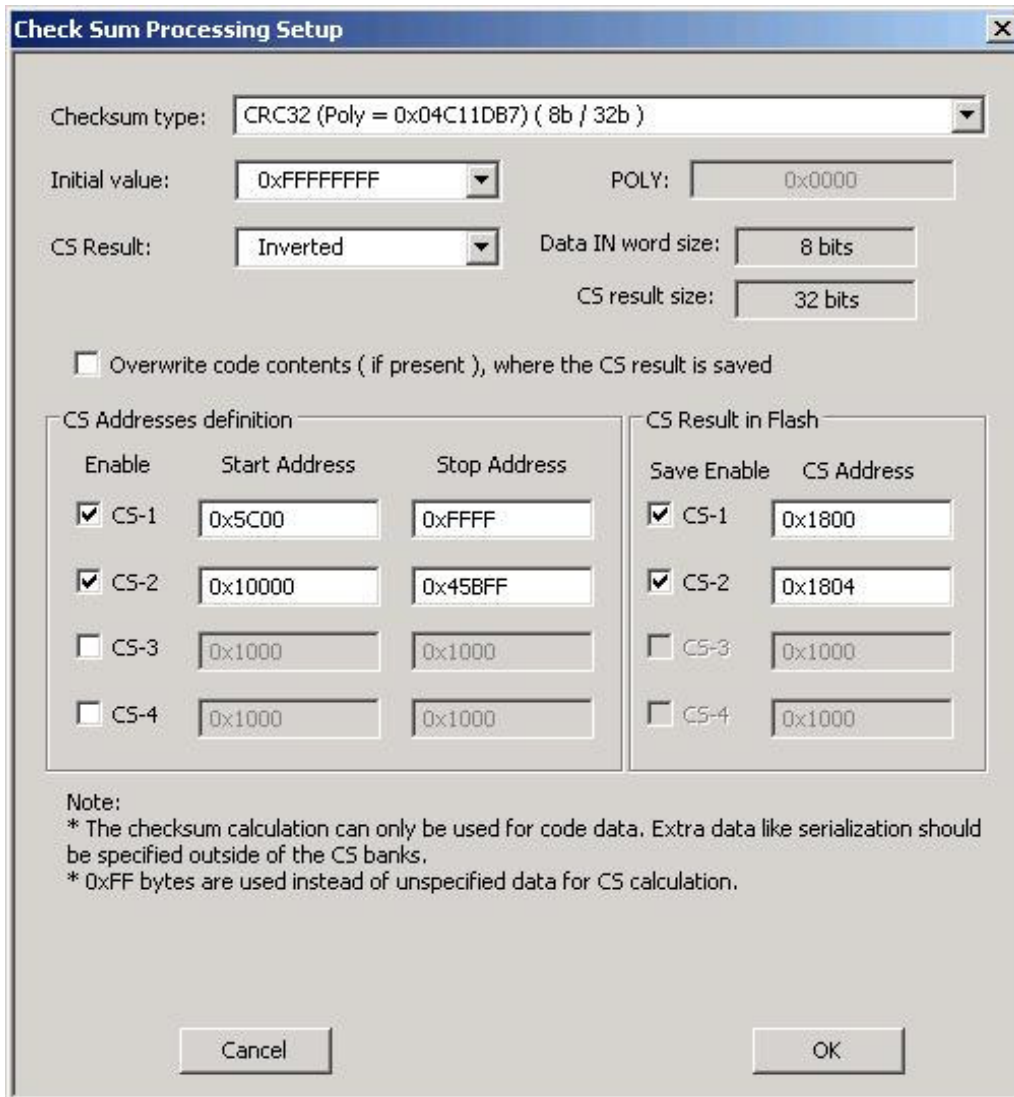 Check Sum Processing Setup
Checksum type: CRC32 (Poly = 0x04C11DB7) ( 8b / 32b )
Initial value: 0xFFFFFFFF POLY: 0x0000
CS Result: Inverted Data IN word size: 8 bits
CS result size: 32 bits
Overwrite code contents ( if present ), where the CS result is saved
CS Addresses definition CS Result in Flash
Enable Start Address Stop Address Save Enable CS Address
CS-1 0x5C00 0xFFFF CS-1 0x1800
CS-2 0x10000 0x45BFF CS-2 0x1804
CS-3 0x1000 0x1000 CS-3 0x1000
CS-4 0x1000 0x1000 CS-4 0x1000
Note:
* The checksum calculation can only be used for code data. Extra data like serialization should
be specified outside of the CS banks.
* 0xFF bytes are used instead of unspecified data for CS calculation.
Cancel OK